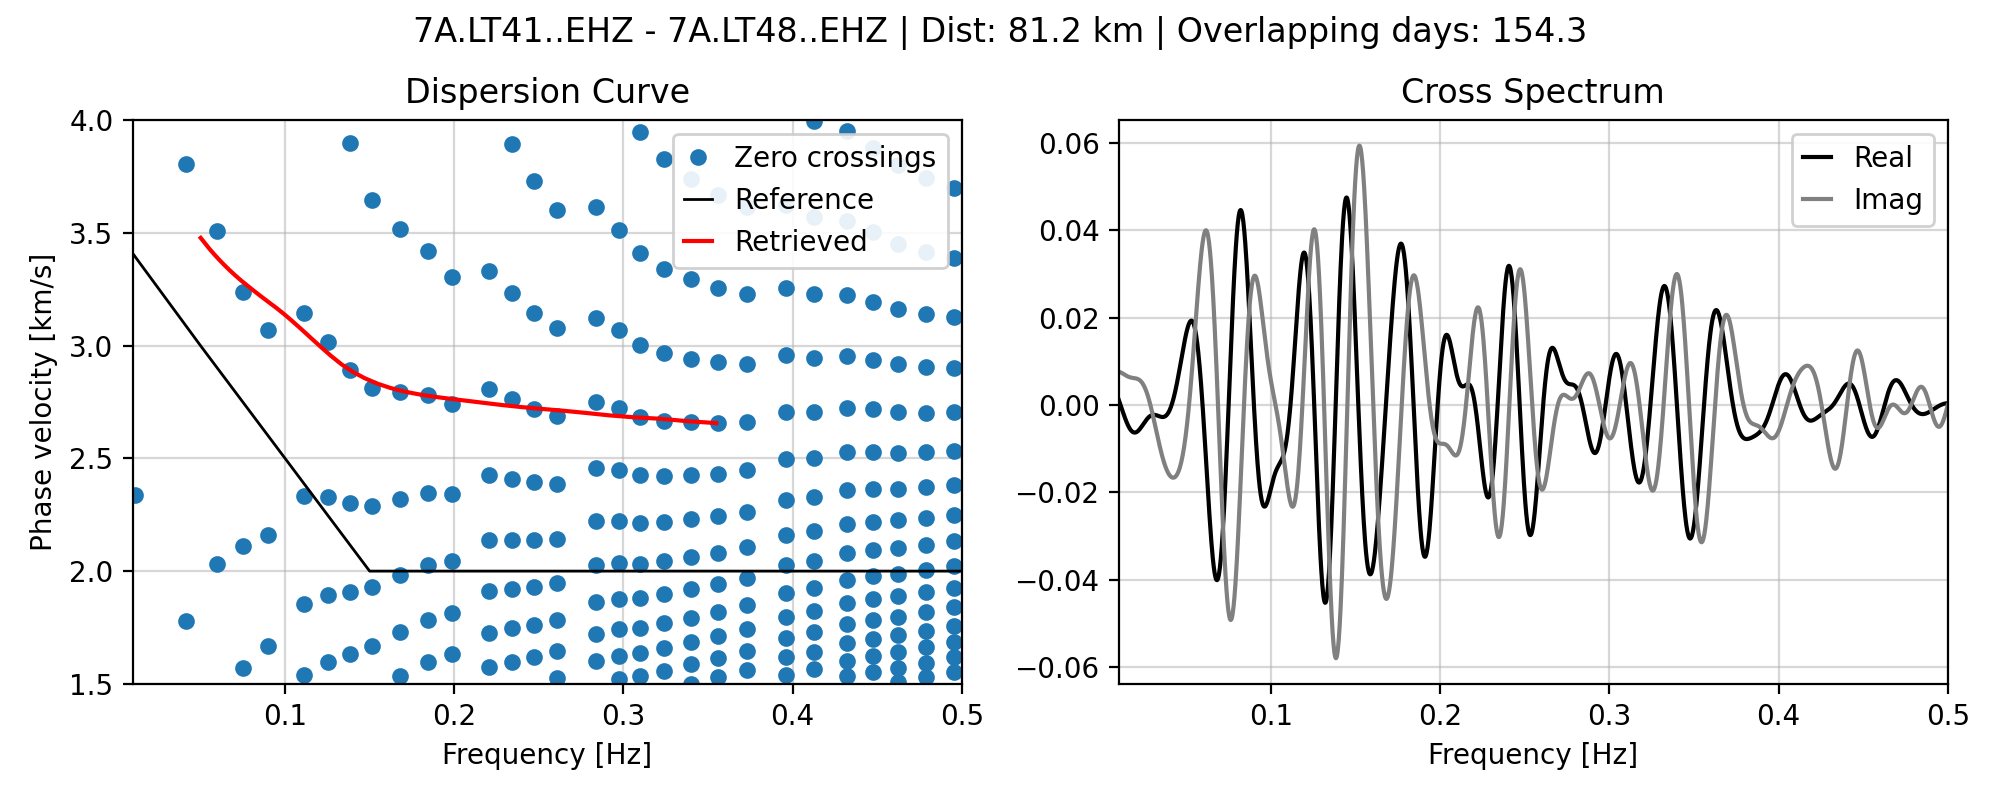 7A.LT41..EHZ - 7A.LT48..EHZ | Dist: 81.2 km | Overlapping days: 154.3
Dispersion Curve
Phase velocity [km/s]
4.0
3.5
3.0
2.5
2.0
1.5
0.1
0.2
0.3
0.4
0.5
Frequency [Hz]
Zero crossings
Reference
Retrieved
Cross Spectrum
0.06
0.04
0.02
0.00
−0.02
−0.04
−0.06
0.1
0.2
0.3
0.4
0.5
Frequency [Hz]
Real
Imag